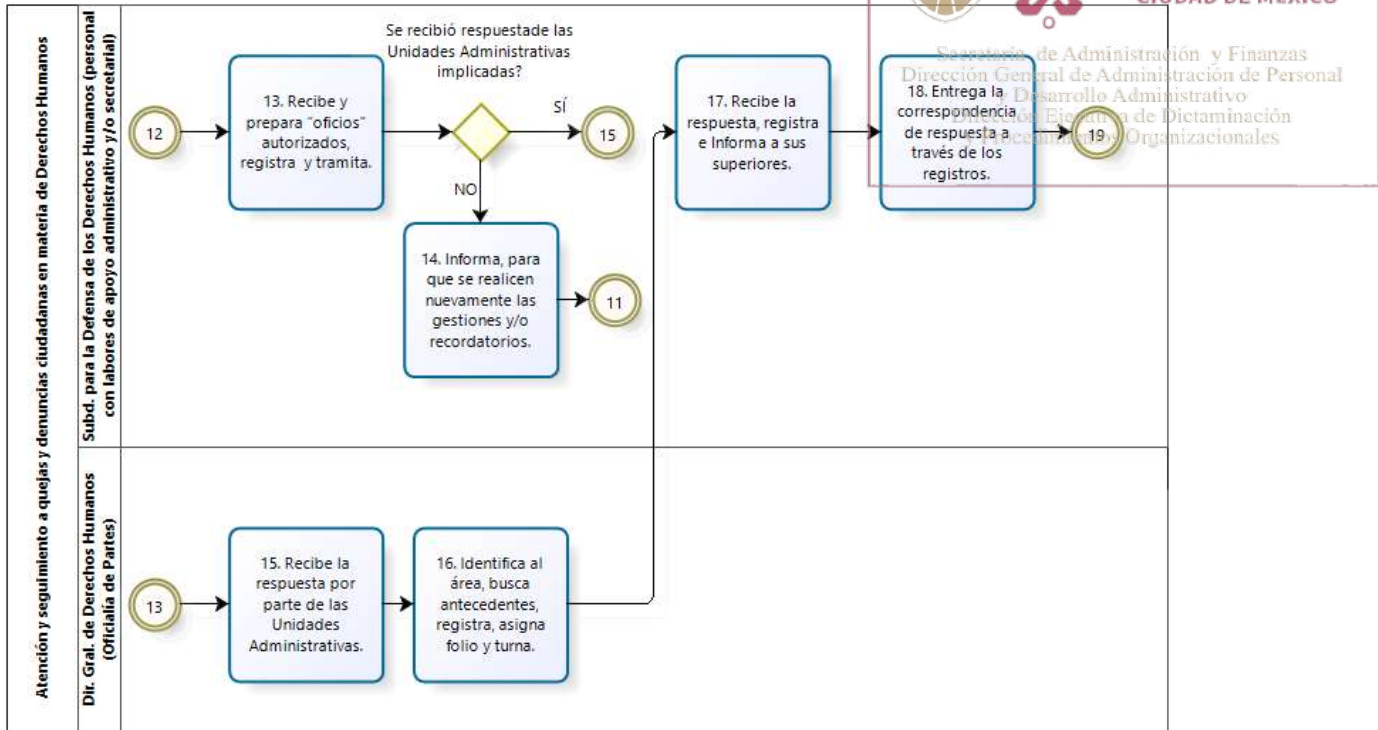 CIUDAD DE MÉXICO
Secretaría de Administración y Finanzas
Dirección General de Administración de Personal
y Desarrollo Administrativo
Dirección Ejecutiva de Dictaminación
y Procedimientos Organizacionales
Atención y seguimiento a quejas y denuncias ciudadanas en materia de Derechos Humanos
Subd. para la Defensa de los Derechos Humanos (personal
con labores de apoyo administrativo y/o secretarial)
12
13. Recibe y
prepara "oficios"
autorizados,
registra y tramita.
Se recibió respuestade las
Unidades Administrativas
implicadas?
SÍ
15
NO
14. Informa, para
que se realicen
nuevamente las
gestiones y/o
recordatorios.
11
17. Recibe la
respuesta, registra
e Informa a sus
superiores.
18. Entrega la
correspondencia
de respuesta a
través de los
registros.
19
Dir. Gral. de Derechos Humanos
(Oficialía de Partes)
13
15. Recibe la
respuesta por
parte de las
Unidades
Administrativas.
16. Identifica al
área, busca
antecedentes,
registra, asigna
folio y turna.